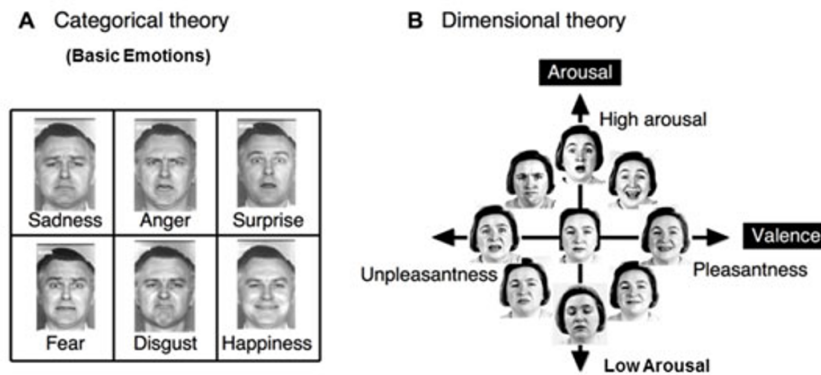 A Categorical theory
(Basic Emotions)
Sadness Anger Surprise
Fear Disgust Happiness
B Dimensional theory
Arousal
High arousal
Valence
Unpleasantness Pleasantness
Low Arousal